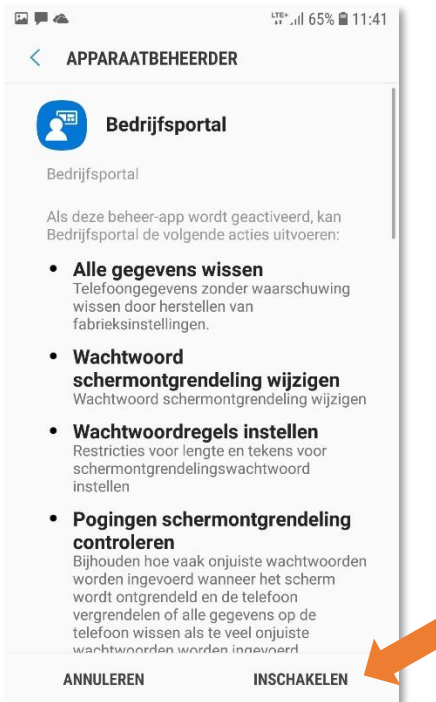 LTE+ 65% 11:41
APPARAATBEHEERDER
Bedrijfsportal
Bedrijfsportal
Als deze beheer-app wordt geactiveerd, kan
Bedrijfsportal de volgende acties uitvoeren:
• Alle gegevens wissen
Telefoongegevens zonder waarschuwing
wissen door herstellen van
fabrieksinstellingen.
• Wachtwoord
schermontgrendeling wijzigen
Wachtwoord schermontgrendeling wijzigen
• Wachtwoordregels instellen
Restricties voor lengte en tekens voor
schermontgrendelingswachtwoord
instellen
• Pogingen schermontgrendeling
controleren
Bijhouden hoe vaak onjuiste wachtwoorden
worden ingevoerd wanneer het scherm
wordt ontgrendeld en de telefoon
vergrendelen of alle gegevens op de
telefoon wissen als te veel onjuiste
wachtwoorden worden ingevoerd
ANNULEREN INSCHAKELEN